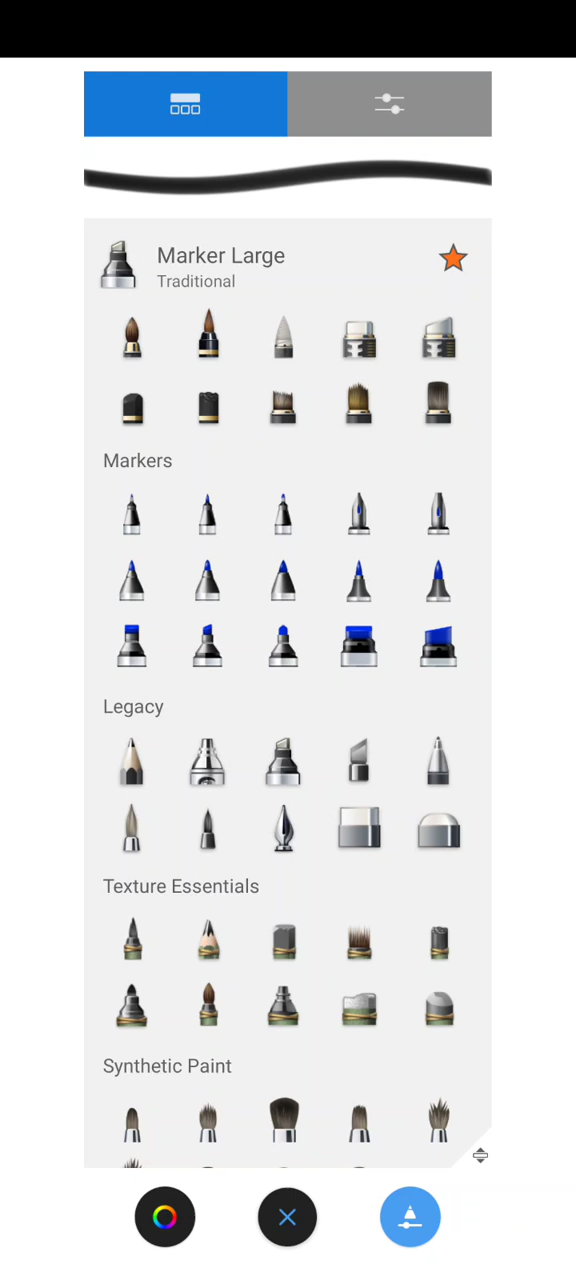 Marker Large
Traditional
Markers
Legacy
Texture Essentials
Synthetic Paint